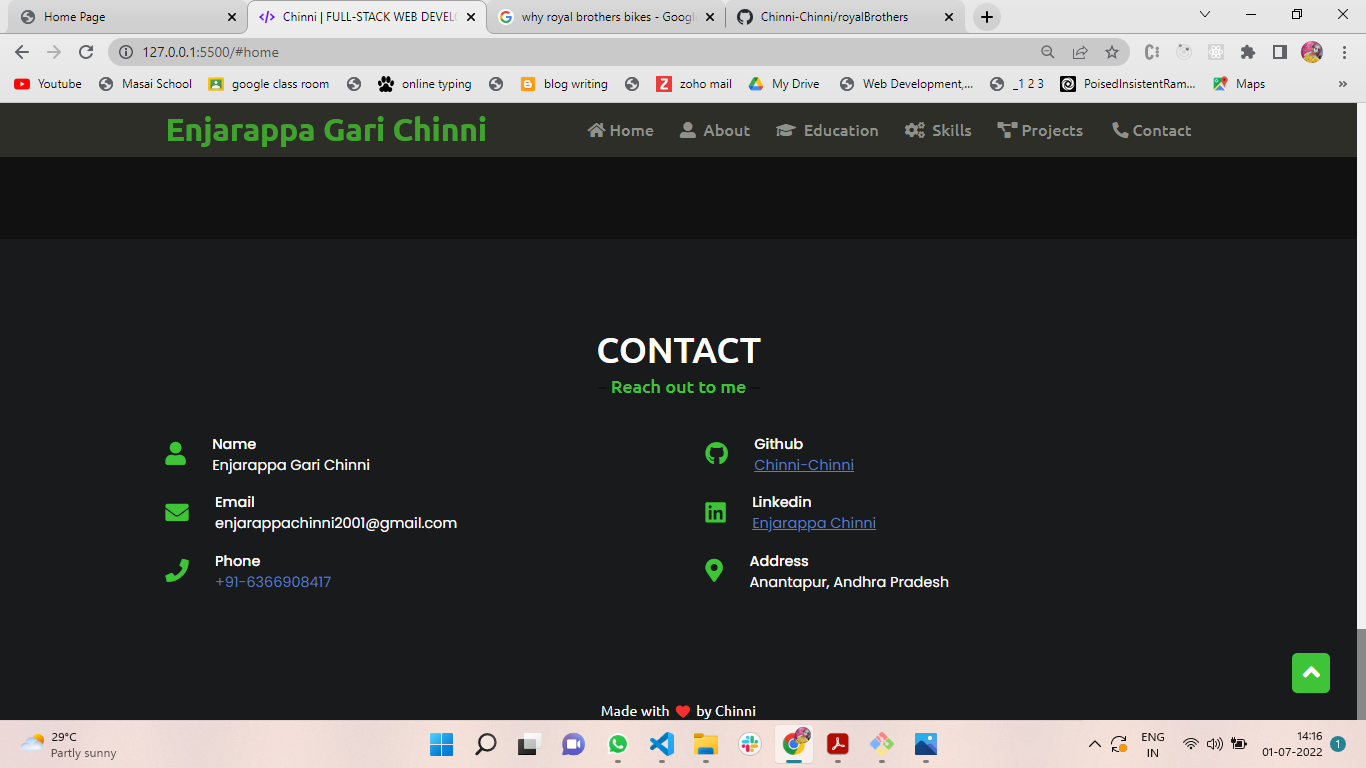 Home Page
Chinni | FULL-STACK WEB DEVELO
why royal brothers bikes - Googl
Chinni-Chinni/royalBrothers
127.0.0.1:5500/#home
Youtube
Masai School
google class room
online typing
blog writing
zoho mail
My Drive
Web Development,...
_1 2 3
PoisedInsistentRam...
Maps
»
Enjarappa Gari Chinni
Home
About
Education
Skills
Projects
Contact
CONTACT
Reach out to me
Name
Enjarappa Gari Chinni
Github
Chinni-Chinni
Email
enjarappachinni2001@gmail.com
Linkedin
Enjarappa Chinni
Phone
+91-6366908417
Address
Anantapur, Andhra Pradesh
Made with ❤ by Chinni
29°C
Partly sunny
ENG
IN
14:16
01-07-2022
1